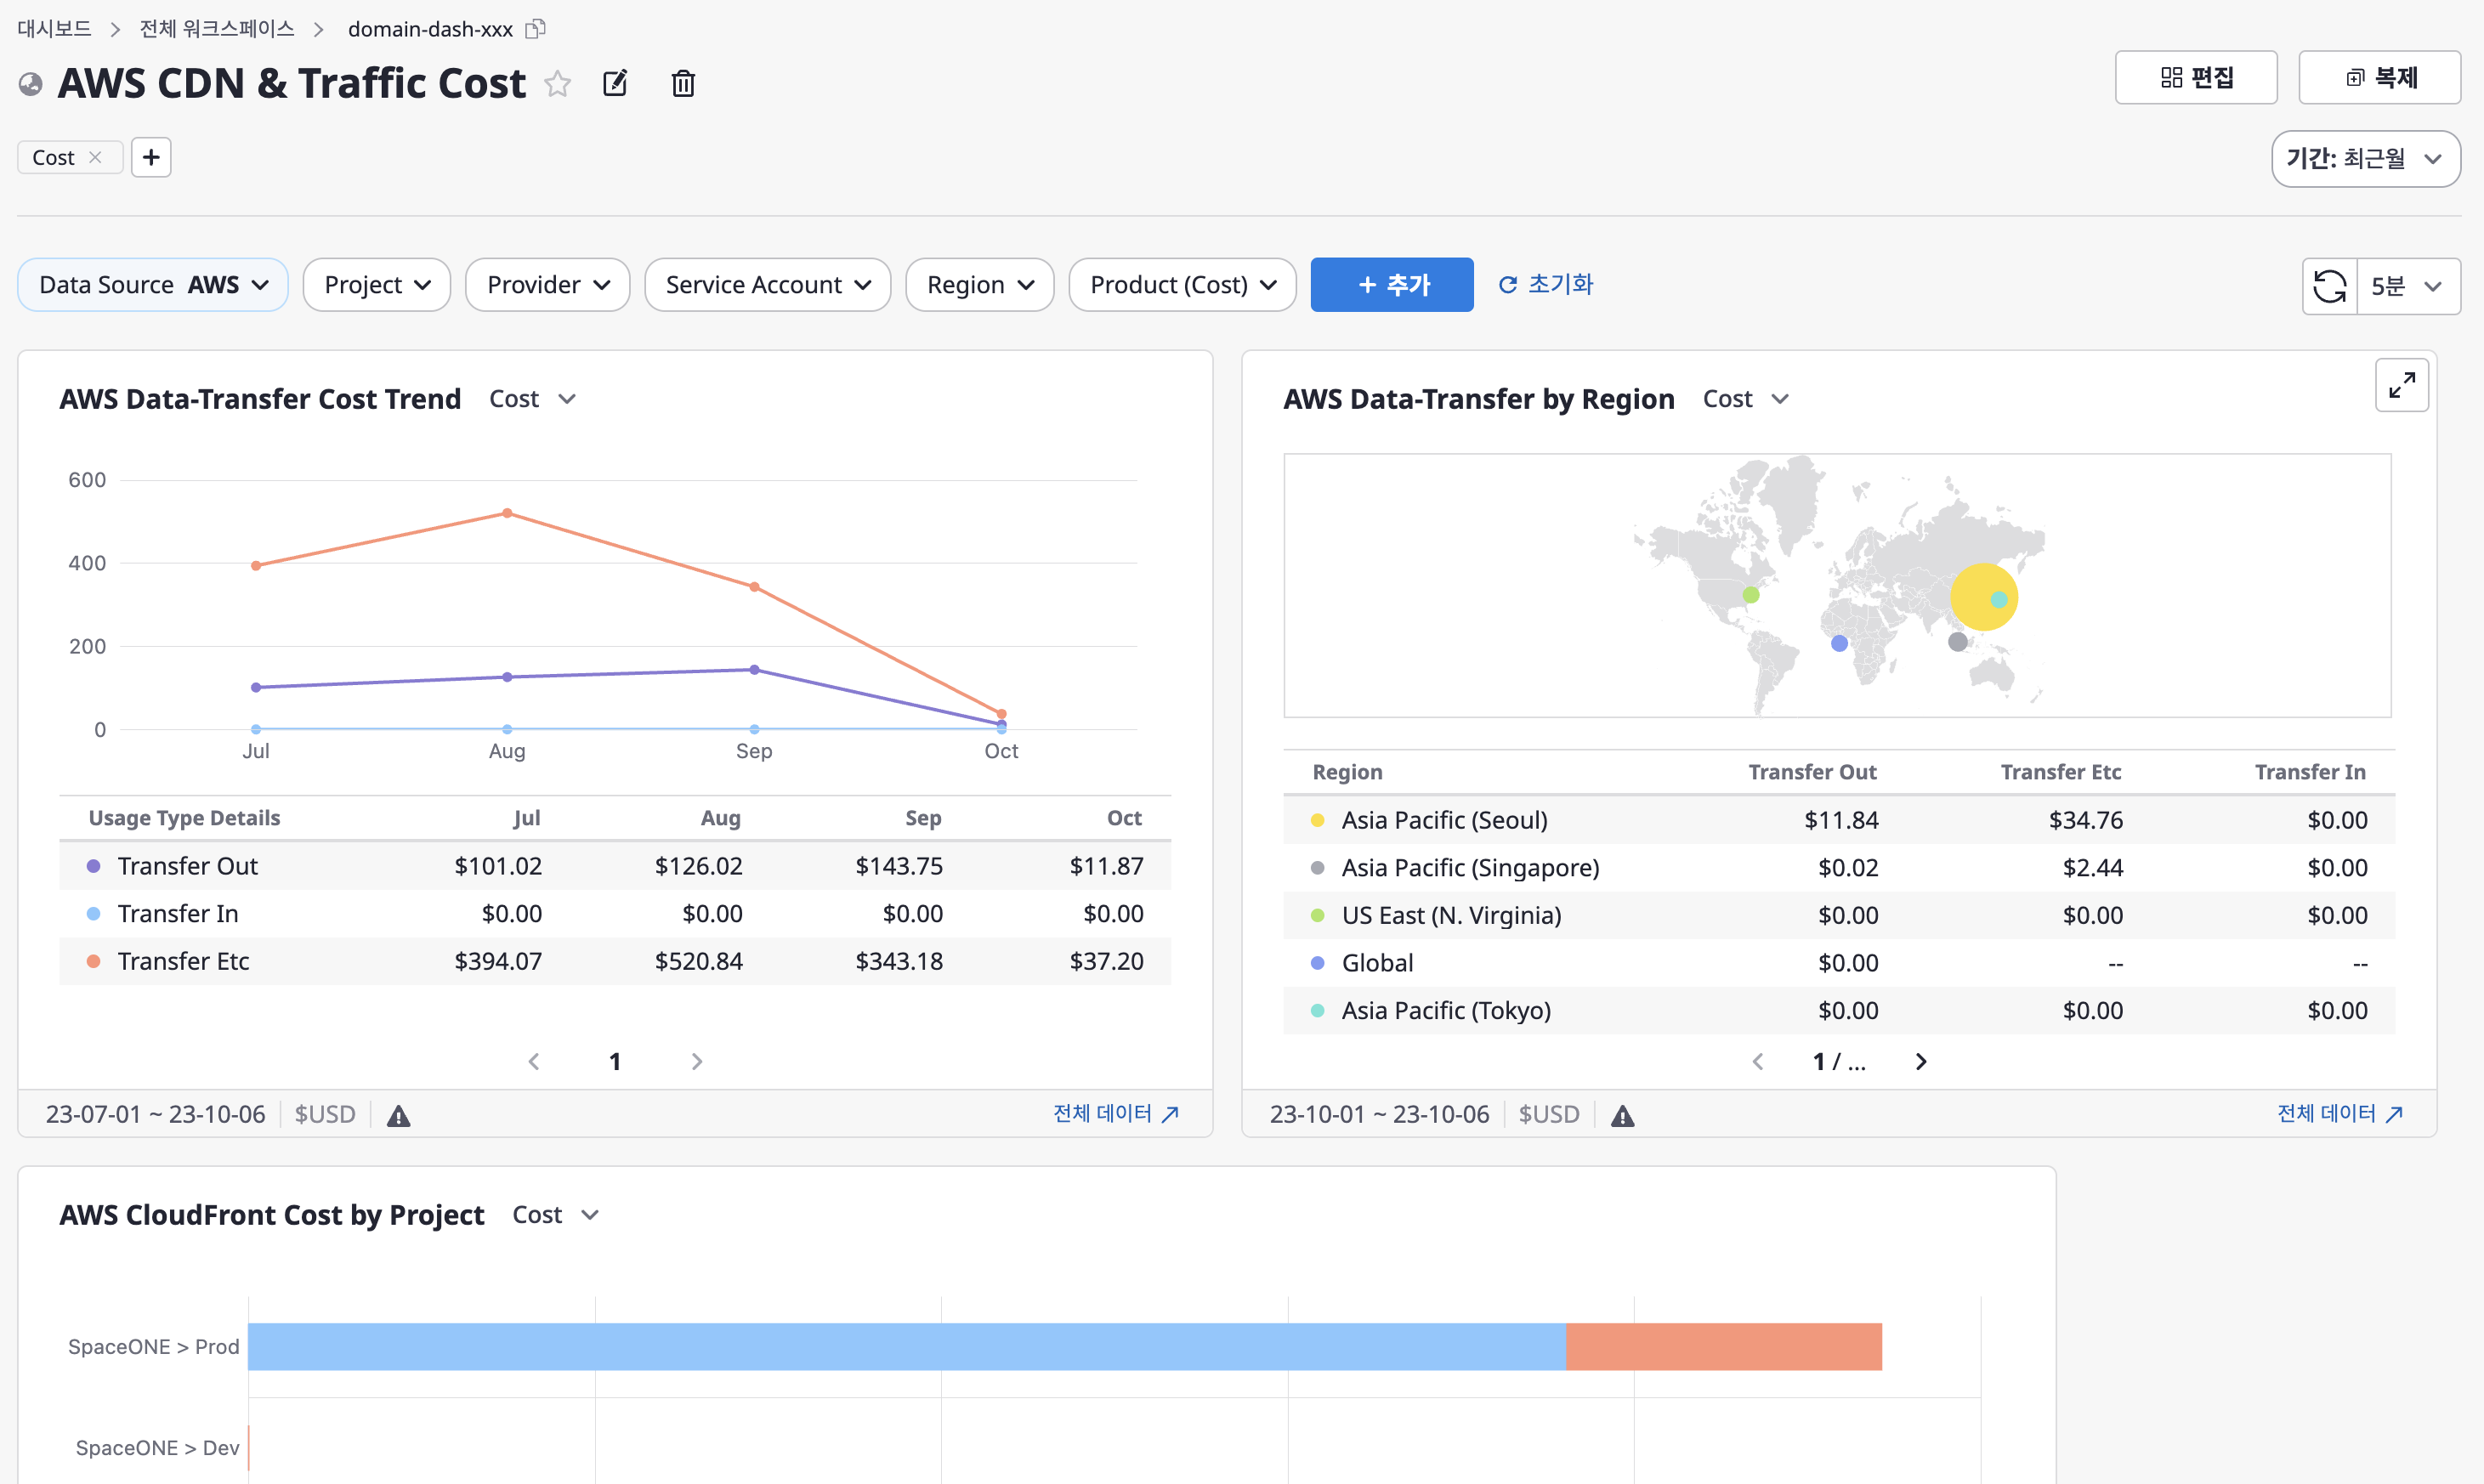 대시보드 > 전체 워크스페이스 > domain-dash-xxx
AWS CDN & Traffic Cost
편집
복제
Cost
기간: 최근월
Data Source AWS
Project
Provider
Service Account
Region
Product (Cost)
+ 추가
초기화
5분
AWS Data-Transfer Cost Trend Cost
600
400
200
0
Jul Aug Sep Oct
Usage Type Details Jul Aug Sep Oct
Transfer Out $101.02 $126.02 $143.75 $11.87
Transfer In $0.00 $0.00 $0.00 $0.00
Transfer Etc $394.07 $520.84 $343.18 $37.20
1
23-07-01 ~ 23-10-06 $USD
전체 데이터
AWS Data-Transfer by Region Cost
Region Transfer Out Transfer Etc Transfer In
Asia Pacific (Seoul) $11.84 $34.76 $0.00
Asia Pacific (Singapore) $0.02 $2.44 $0.00
US East (N. Virginia) $0.00 $0.00 $0.00
Global $0.00 -- --
Asia Pacific (Tokyo) $0.00 $0.00 $0.00
1 / ...
23-10-01 ~ 23-10-06 $USD
전체 데이터
AWS CloudFront Cost by Project Cost
SpaceONE > Prod
SpaceONE > Dev